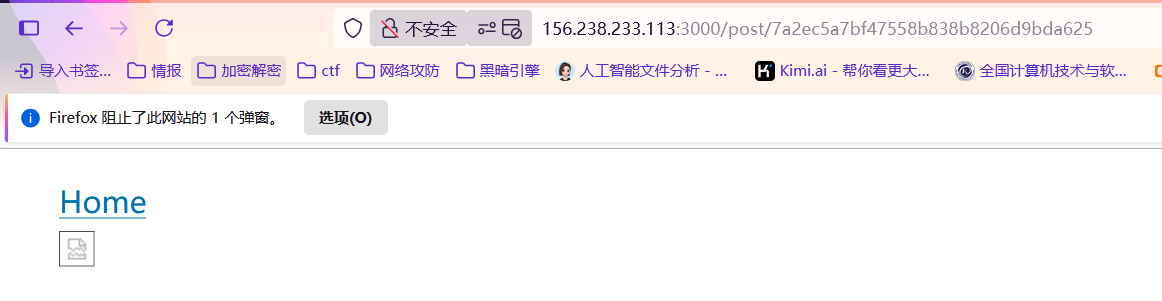 不安全 156.238.233.113:3000/post/7a2ec5a7bf47558b838b8206d9bda625
导入书签... 情报 加密解密 ctf 网络攻防 黑暗引擎 人工智能文件分析 - ... Kimi.ai - 帮你看更大... 全国计算机技术与软...
Firefox 阻止了此网站的 1 个弹窗。 选项(O)
Home